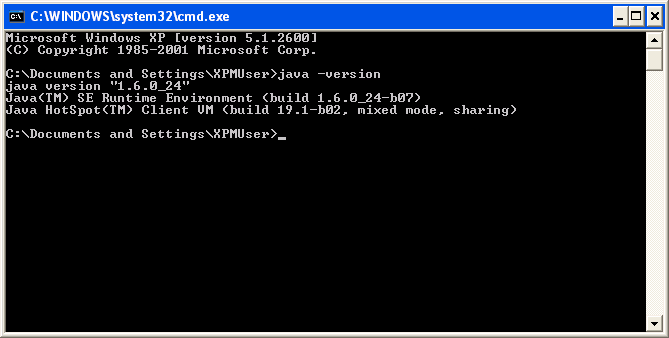 C:\WINDOWS\system32\cmd.exe
Microsoft Windows XP [version 5.1.2600]
(C) Copyright 1985-2001 Microsoft Corp.
C:\Documents and Settings\XPMUser>java -version
java version "1.6.0_24"
Java(TM) SE Runtime Environment (build 1.6.0_24-b07)
Java HotSpot(TM) Client VM (build 19.1-b02, mixed mode, sharing)
C:\Documents and Settings\XPMUser>_